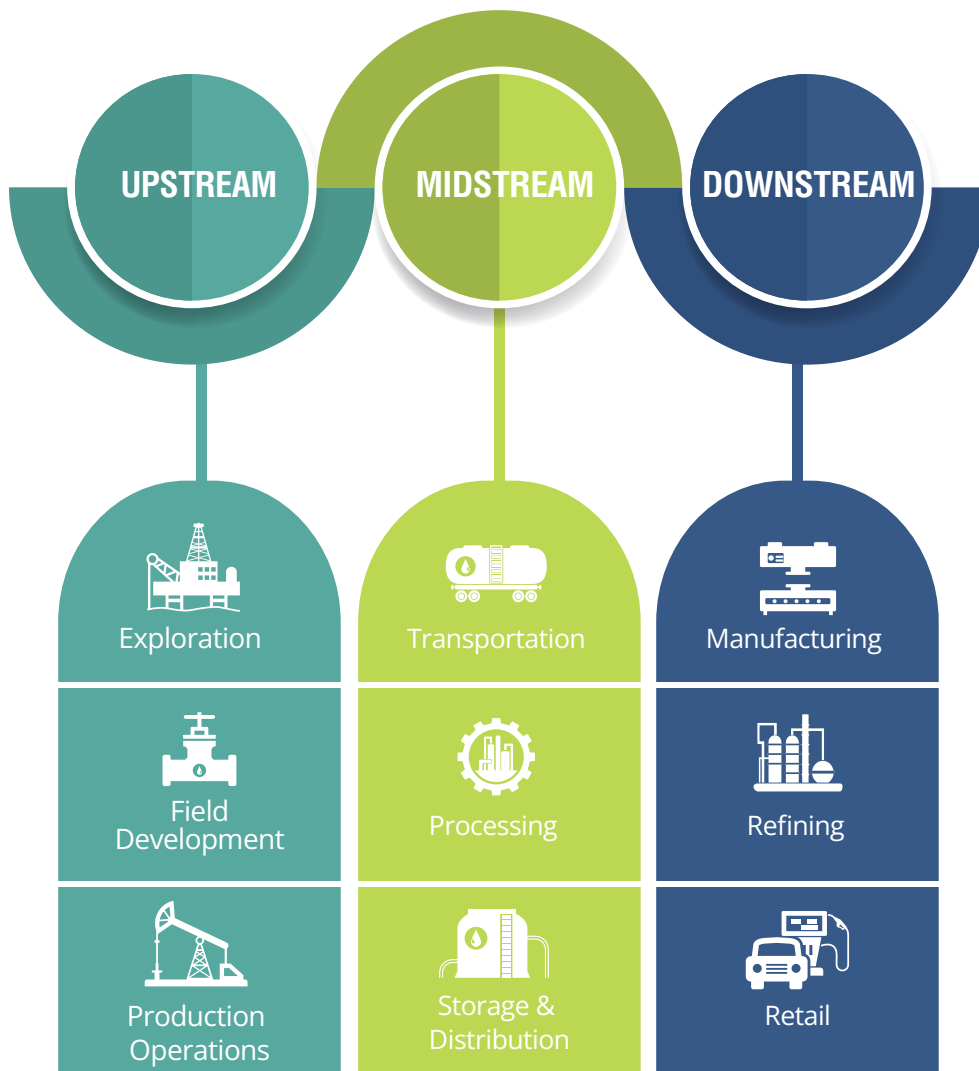 UPSTREAM
MIDSTREAM
DOWNSTREAM
Exploration
Transportation
Manufacturing
Field
Development
Processing
Refining
Production
Operations
Storage &
Distribution
Retail